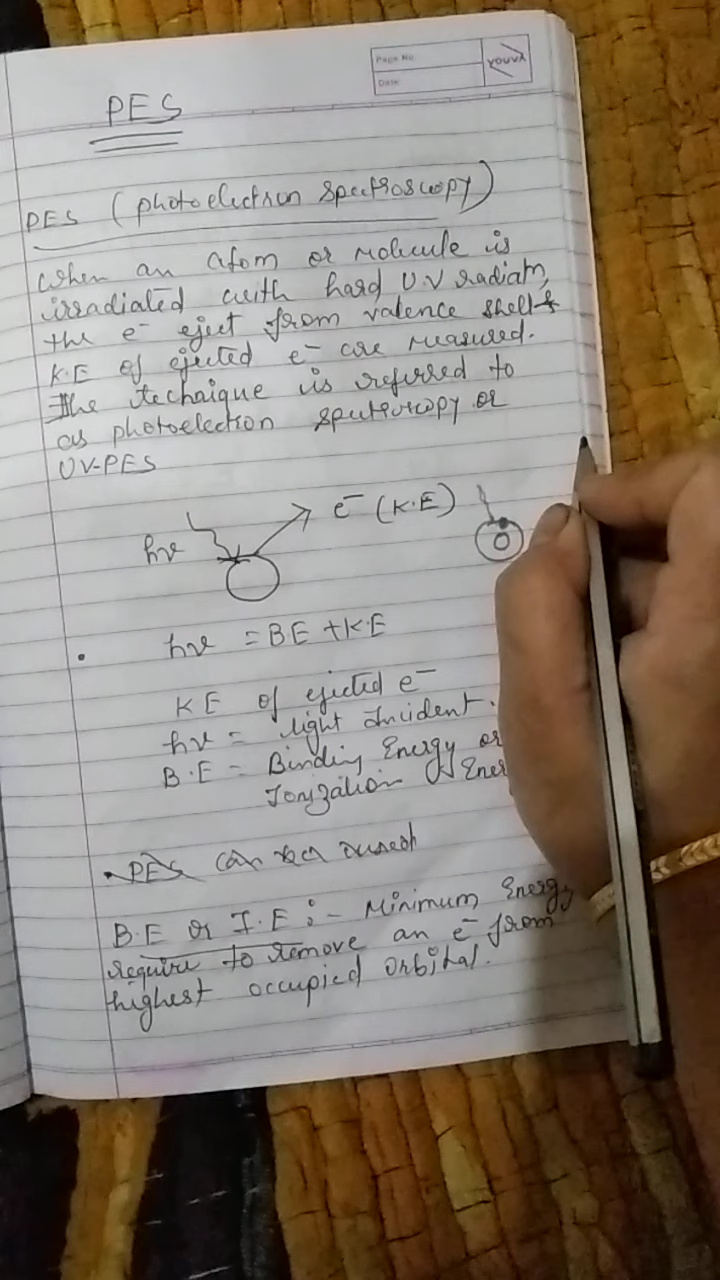 Page No.
Date
YOUVA
PES
PES (photoelectron spectroscopy)
When an atom or molecule is
irradiated with hard U.V radiatn,
the e⁻ eject from valence shell &
K.E of ejected e⁻ are measured.
The technique is referred to
as photoelection
UV-PES
hν e⁻ (K.E)
• hν = BE + K.E
KE of ejected e⁻
hν = light Incident.
B.E = Binding Energy or
Ionization Ener
• PES can be
B.E or I.E :- Minimum Energy
require to remove an e⁻ from
highest occupied orbital.